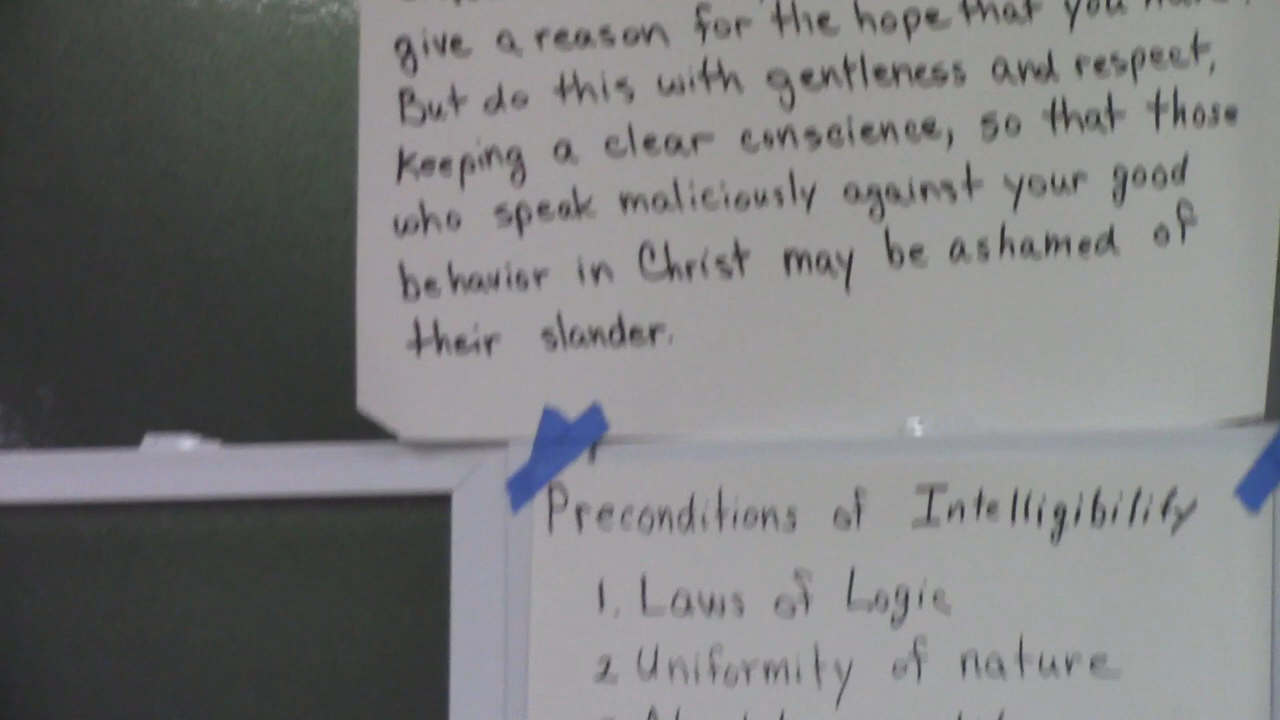 give a reason for the hope that you
But do this with gentleness and respect,
keeping a clear conscience, so that those
who speak maliciously against your good
behavior in Christ may be ashamed of
their slander.
Preconditions of Intelligibility
1. Laws of Logic
2 Uniformity of nature